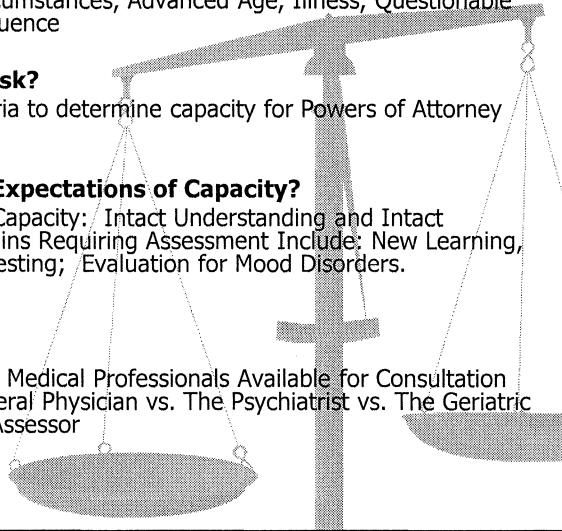 cumstances, Advanced Age, Illness, Questionable
uence
sk?
ria to determine capacity for Powers of Attorney
Expectations of Capacity?
Capacity: Intact Understanding and Intact
ins Requiring Assessment Include: New Learning,
esting; Evaluation for Mood Disorders.
Medical Professionals Available for Consultation
eral Physician vs. The Psychiatrist vs. The Geriatric
Assessor